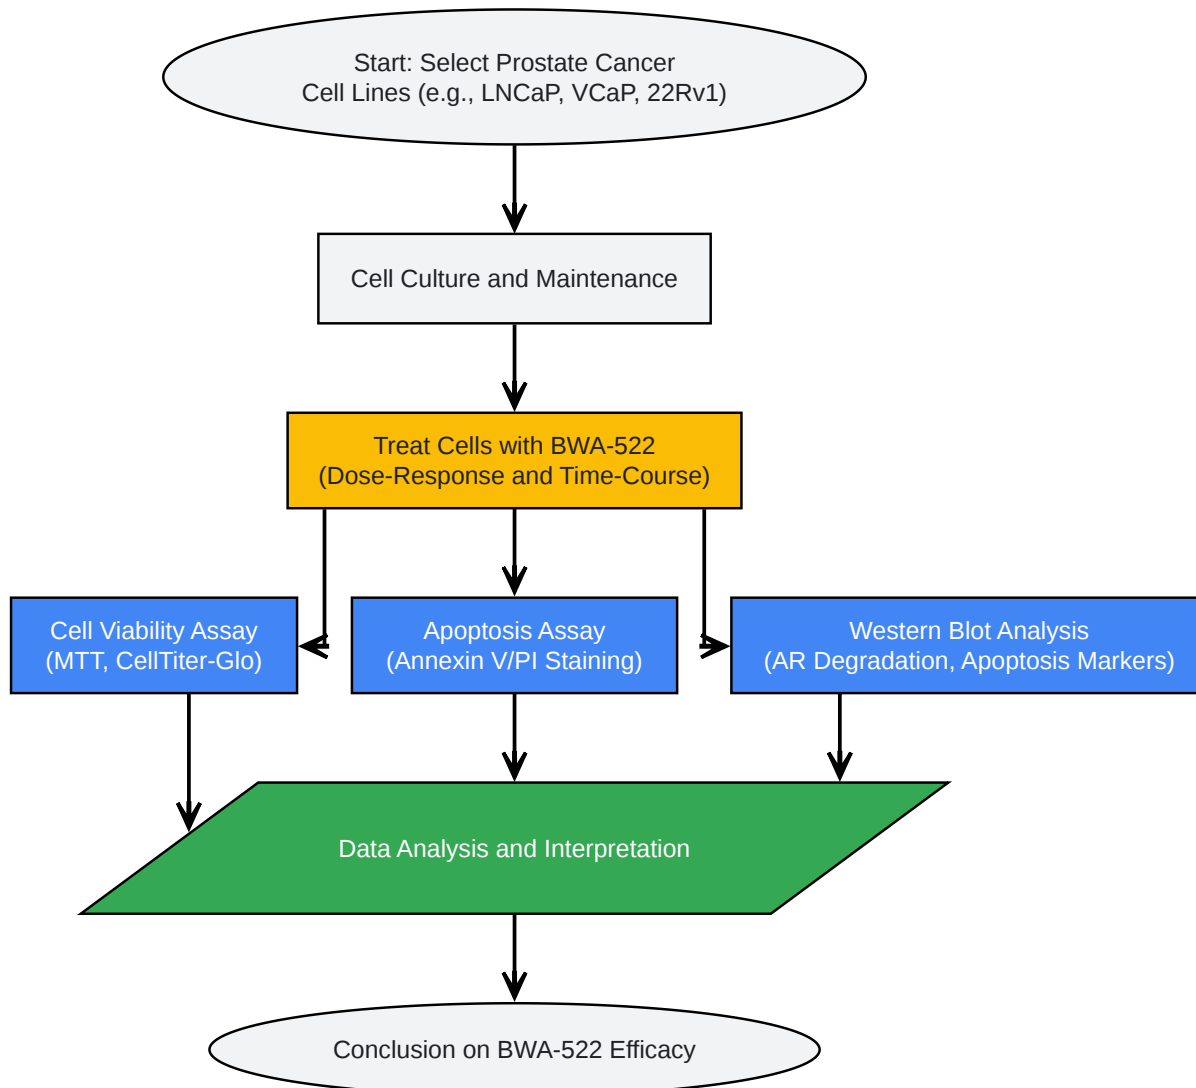 Start: Select Prostate Cancer
Cell Lines (e.g., LNCaP, VCaP, 22Rv1)
Cell Culture and Maintenance
Treat Cells with BWA-522
(Dose-Response and Time-Course)
Cell Viability Assay
(MTT, CellTiter-Glo)
Apoptosis Assay
(Annexin V/PI Staining)
Western Blot Analysis
(AR Degradation, Apoptosis Markers)
Data Analysis and Interpretation
Conclusion on BWA-522 Efficacy